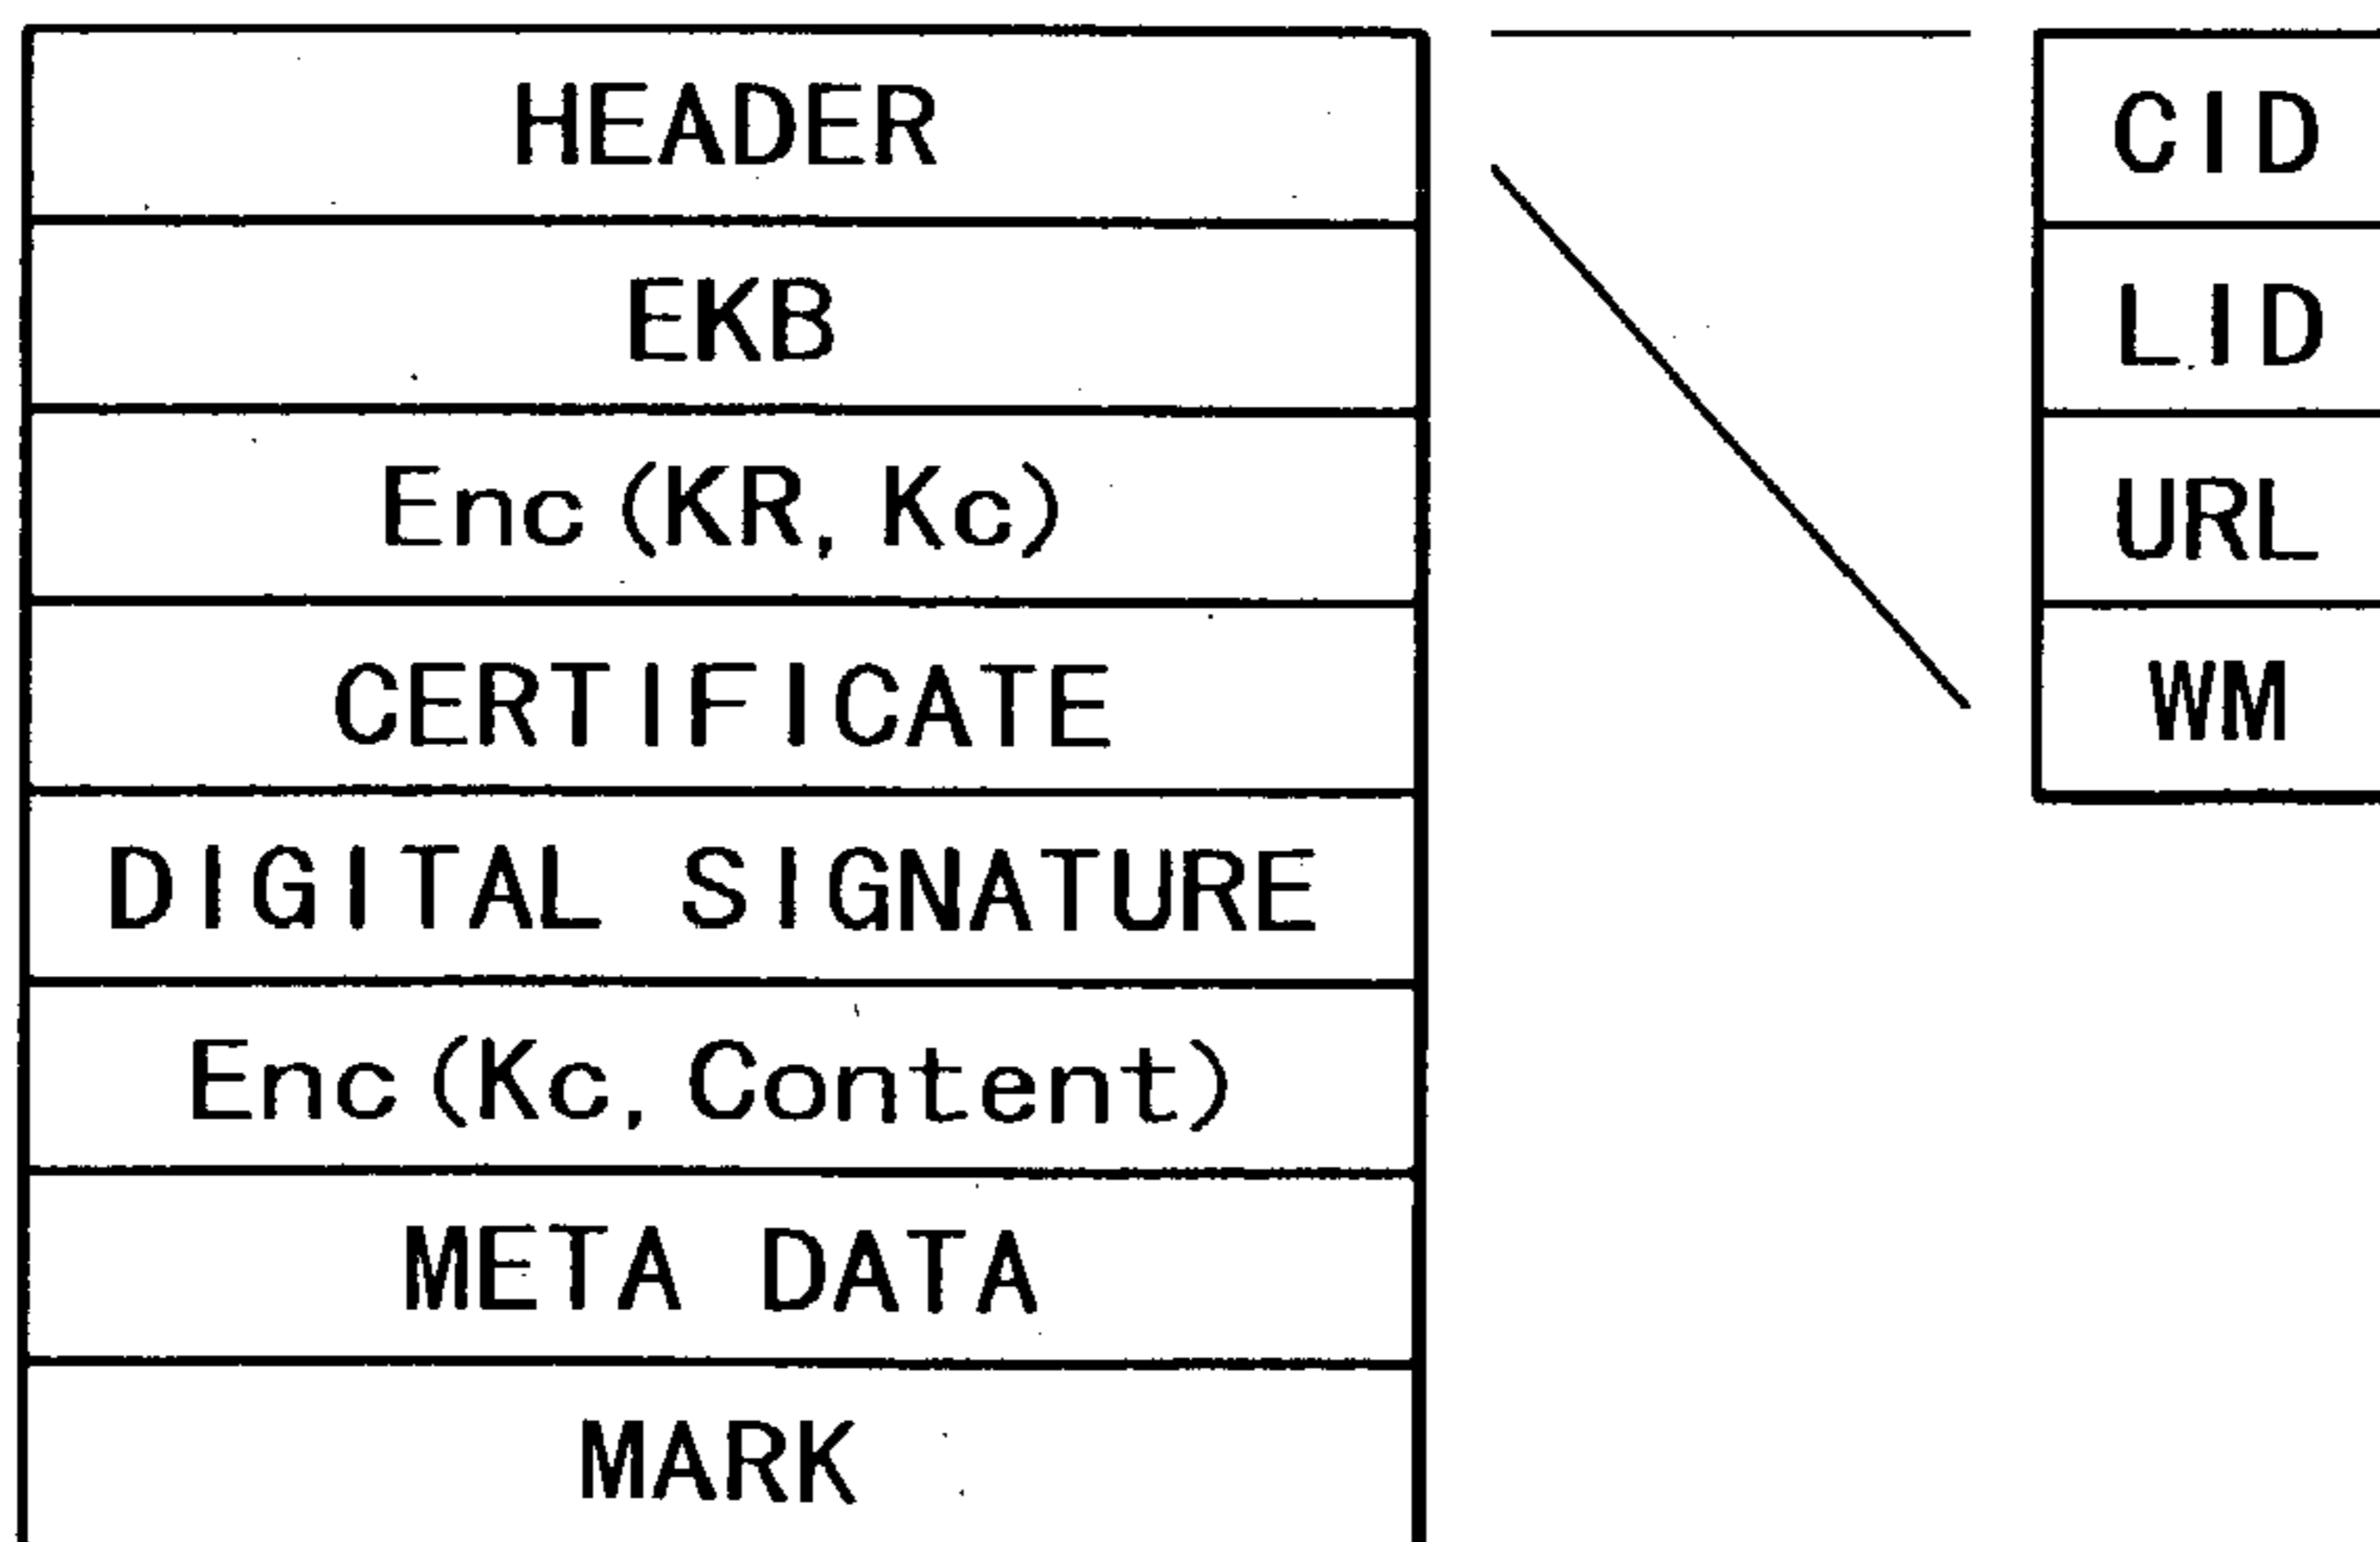 HEADER
EKB
Enc (KR, Kc)
CERTIFICATE
DIGITAL SIGNATURE
Enc (Kc, Content)
META DATA
MARK
CID
LID
URL
WM